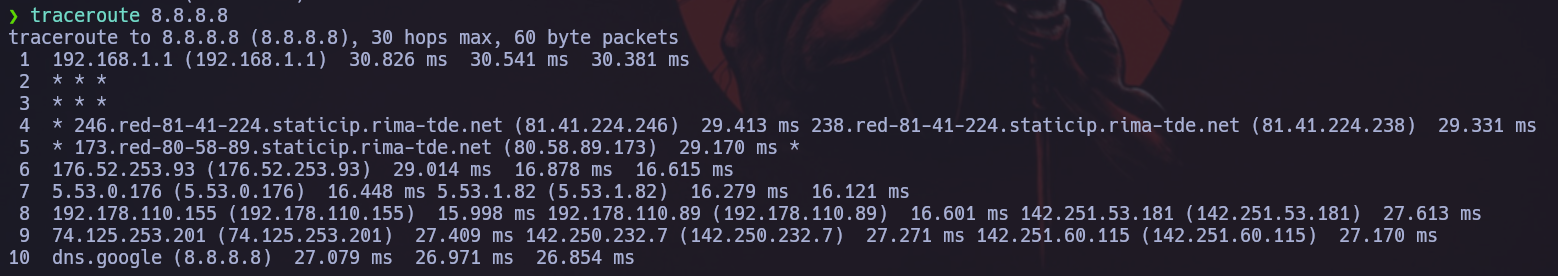 ❯ traceroute 8.8.8.8
traceroute to 8.8.8.8 (8.8.8.8), 30 hops max, 60 byte packets
 1  192.168.1.1 (192.168.1.1)  30.826 ms  30.541 ms  30.381 ms
 2  * * *
 3  * * *
 4  * 246.red-81-41-224.staticip.rima-tde.net (81.41.224.246)  29.413 ms 238.red-81-41-224.staticip.rima-tde.net (81.41.224.238)  29.331 ms
 5  * 173.red-80-58-89.staticip.rima-tde.net (80.58.89.173)  29.170 ms *
 6  176.52.253.93 (176.52.253.93)  29.014 ms  16.878 ms  16.615 ms
 7  5.53.0.176 (5.53.0.176)  16.448 ms 5.53.1.82 (5.53.1.82)  16.279 ms  16.121 ms
 8  192.178.110.155 (192.178.110.155)  15.998 ms 192.178.110.89 (192.178.110.89)  16.601 ms 142.251.53.181 (142.251.53.181)  27.613 ms
 9  74.125.253.201 (74.125.253.201)  27.409 ms 142.250.232.7 (142.250.232.7)  27.271 ms 142.251.60.115 (142.251.60.115)  27.170 ms
10  dns.google (8.8.8.8)  27.079 ms  26.971 ms  26.854 ms